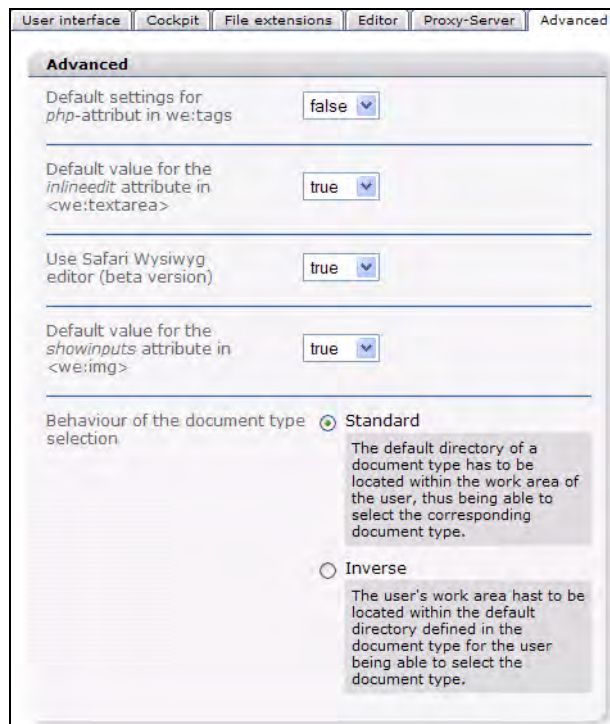 User interface Cockpit File extensions Editor Proxy-Server Advanced
Advanced
Default settings for
php-attribut in we:tags
false
Default value for the
inlineedit attribute in
<we:textarea>
true
Use Safari Wysiwyg
editor (beta version)
true
Default value for the
showinputs attribute in
<we:img>
true
Behaviour of the document type
selection
Standard
The default directory of a
document type has to be
located within the work area of
the user, thus being able to
select the corresponding
document type.
Inverse
The user's work area hast to be
located within the default
directory defined in the
document type for the user
being able to select the
document type.